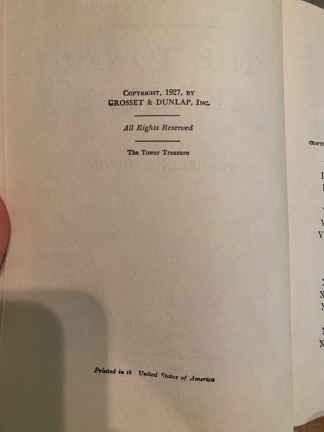 COPYRIGHT, 1927, BY
GROSSET & DUNLAP, INC.
All Rights Reserved
The Tower Treasure
Printed in the United States of America